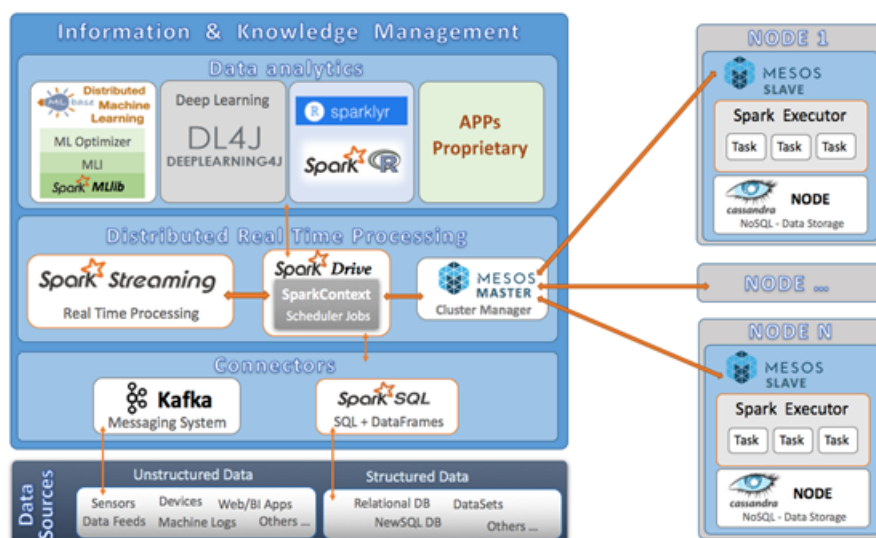 Information & Knowledge Management
Data analytics
ML base
Distributed
Machine
Learning
ML Optimizer
MLI
Spark MLlib
Deep Learning
DL4J
DEEPLEARNING4J
R sparklyr
Spark R
APPs
Proprietary
Distributed Real Time Processing
Spark Streaming
Real Time Processing
Spark Drive
SparkContext
Scheduler Jobs
MESOS
MASTER
Cluster Manager
Connectors
Kafka
Messaging System
Spark SQL
SQL + DataFrames
Data
Sources
Unstructured Data
Sensors Devices Web/BI Apps
Data Feeds Machine Logs Others ...
Structured Data
Relational DB DataSets
NewSQL DB Others ...
NODE 1
MESOS
SLAVE
Spark Executor
Task Task Task
cassandra NODE
NoSQL - Data Storage
NODE ...
NODE N
MESOS
SLAVE
Spark Executor
Task Task Task
cassandra NODE
NoSQL - Data Storage